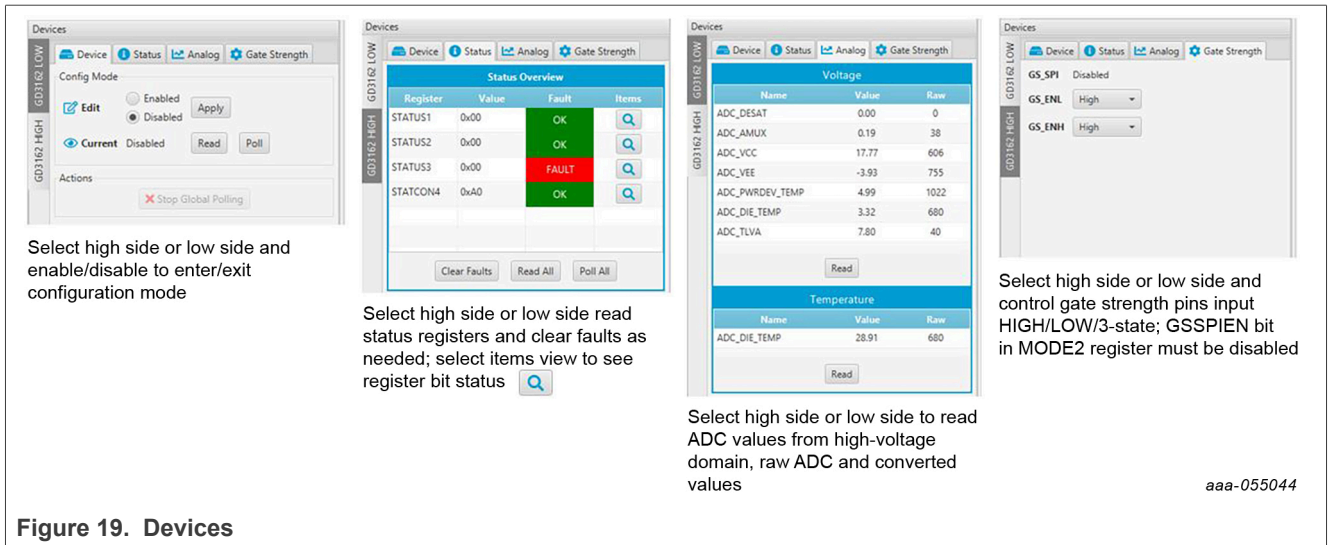 Devices
GD3162 LOW
GD3162 HIGH
Device Status Analog Gate Strength
Config Mode
Edit Enabled Disabled Apply
Current Disabled Read Poll
Actions
Stop Global Polling
Select high side or low side and
enable/disable to enter/exit
configuration mode
Devices
GD3162 LOW
GD3162 HIGH
Device Status Analog Gate Strength
Status Overview
Register Value Fault Items
STATUS1 0x00 OK
STATUS2 0x00 OK
STATUS3 0x00 FAULT
STATCON4 0xA0 OK
Clear Faults Read All Poll All
Select high side or low side read
status registers and clear faults as
needed; select items view to see
register bit status
Devices
GD3162 LOW
GD3162 HIGH
Device Status Analog Gate Strength
Voltage
Name Value Raw
ADC_DESAT 0.00 0
ADC_AMUX 0.19 38
ADC_VCC 17.77 606
ADC_VEE -3.93 755
ADC_PWRDEV_TEMP 4.99 1022
ADC_DIE_TEMP 3.32 680
ADC_TLVA 7.80 40
Read
Temperature
Name Value Raw
ADC_DIE_TEMP 28.91 680
Read
Select high side or low side to read
ADC values from high-voltage
domain, raw ADC and converted
values
Devices
GD3162 LOW
GD3162 HIGH
Device Status Analog Gate Strength
GS_SPI Disabled
GS_ENL High
GS_ENH High
Select high side or low side and
control gate strength pins input
HIGH/LOW/3-state; GSSPIEN bit
in MODE2 register must be disabled
aaa-055044
Figure 19. Devices